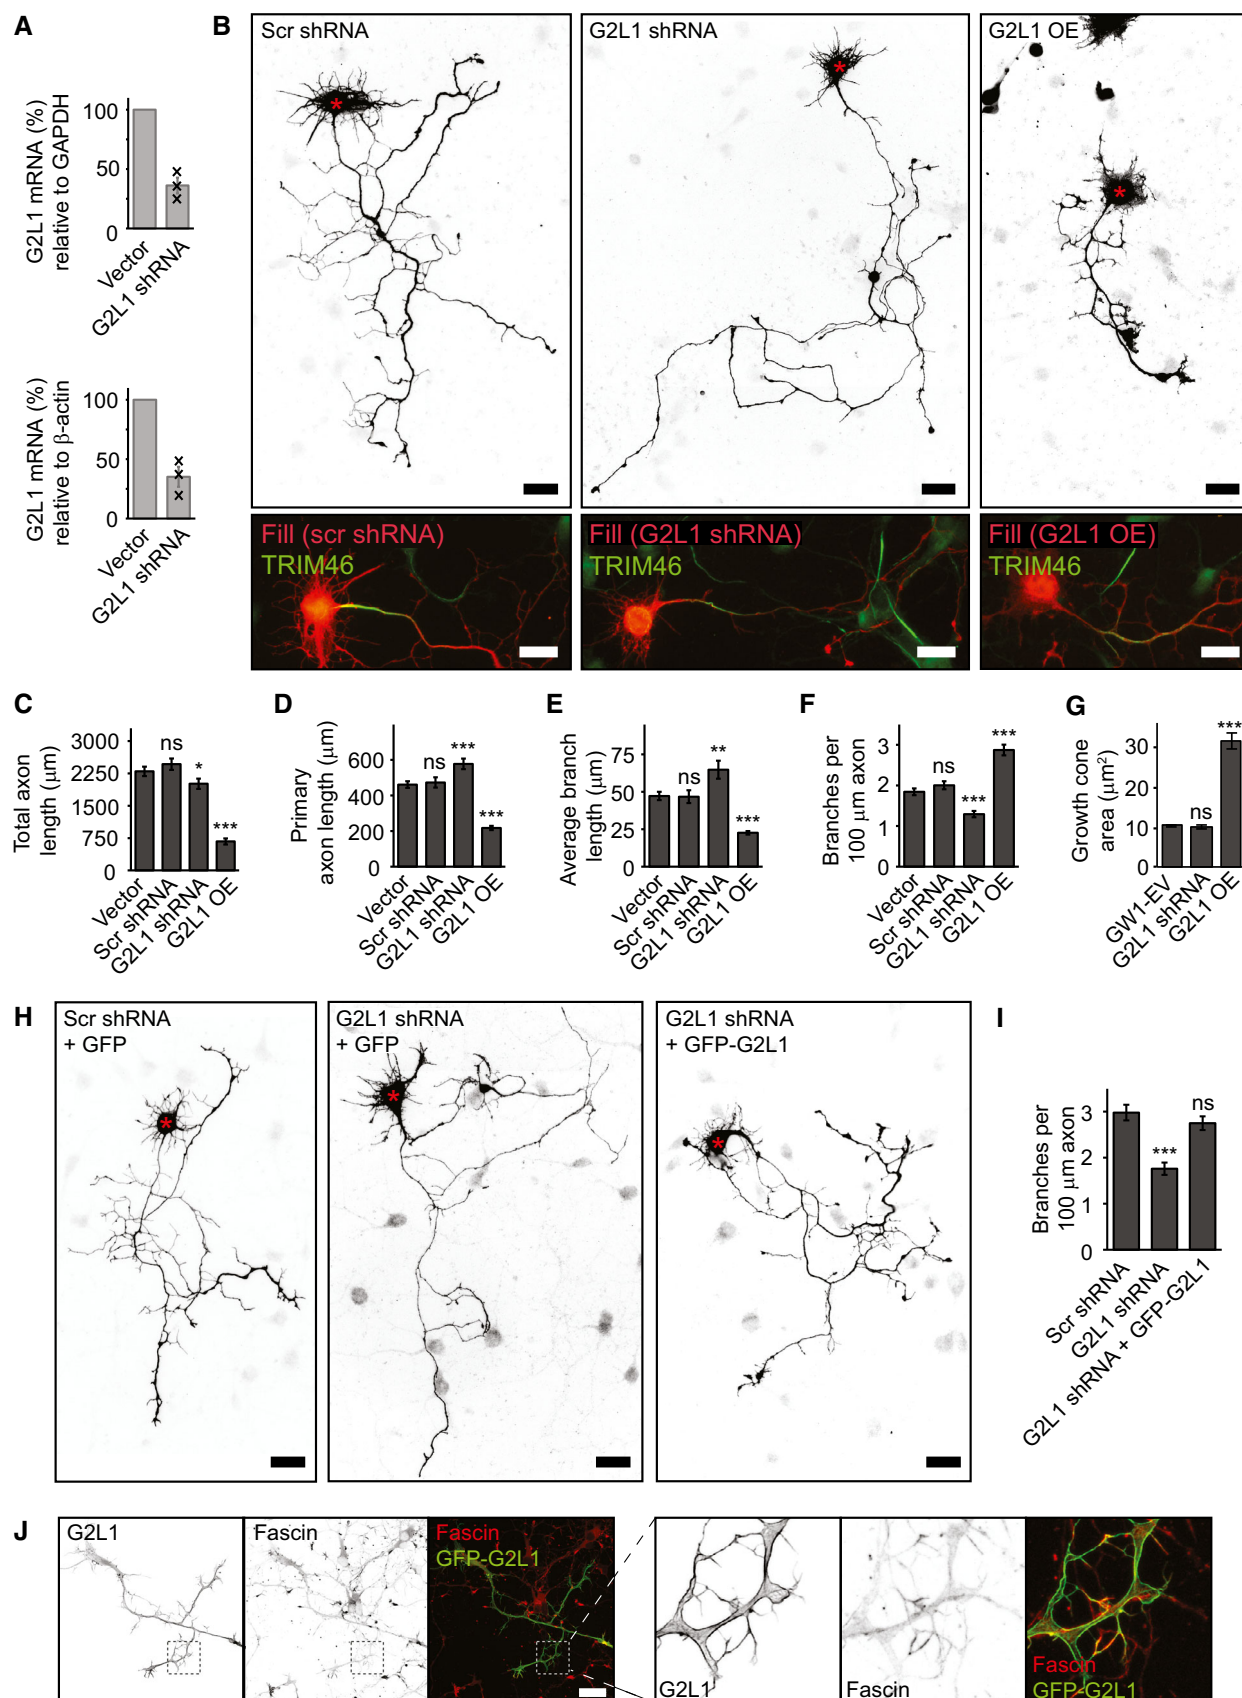 A
G2L1 mRNA (%)
relative to GAPDH
100
50
0
Vector
G2L1 shRNA
G2L1 mRNA (%)
relative to β-actin
100
50
0
Vector
G2L1 shRNA
B
Scr shRNA
G2L1 shRNA
G2L1 OE
*
*
*
Fill (scr shRNA)
TRIM46
Fill (G2L1 shRNA)
TRIM46
Fill (G2L1 OE)
TRIM46
C
Total axon
length (μm)
3000
2250
1500
750
0
ns
*
***
Vector
Scr shRNA
G2L1 shRNA
G2L1 OE
D
Primary
axon length (μm)
600
400
200
0
ns
***
***
Vector
Scr shRNA
G2L1 shRNA
G2L1 OE
E
Average branch
length (μm)
75
50
25
0
ns
**
***
Vector
Scr shRNA
G2L1 shRNA
G2L1 OE
F
Branches per
100 μm axon
3
2
1
0
ns
***
***
Vector
Scr shRNA
G2L1 shRNA
G2L1 OE
G
Growth cone
area (μm²)
30
20
10
0
ns
***
GW1-EV
G2L1 shRNA
G2L1 OE
H
Scr shRNA
+ GFP
G2L1 shRNA
+ GFP
G2L1 shRNA
+ GFP-G2L1
*
*
*
I
Branches per
100 μm axon
3
2
1
0
***
ns
Scr shRNA
G2L1 shRNA
G2L1 shRNA + GFP-G2L1
J
G2L1
Fascin
Fascin
GFP-G2L1
G2L1
Fascin
Fascin
GFP-G2L1